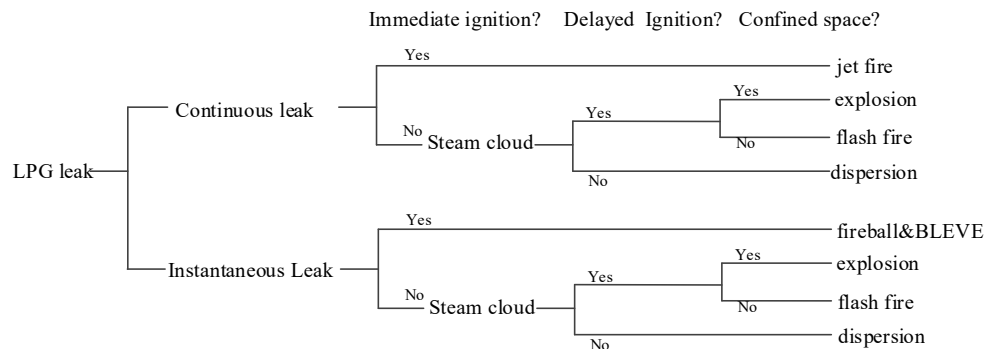 Immediate ignition? Delayed Ignition? Confined space?
Yes
jet fire
Yes
explosion
Continuous leak
Yes
No
Steam cloud
flash fire
No
LPG leak
dispersion
No
Yes
fireball&BLEVE
Yes
explosion
Instantaneous Leak
Yes
No
Steam cloud
flash fire
No
dispersion
No